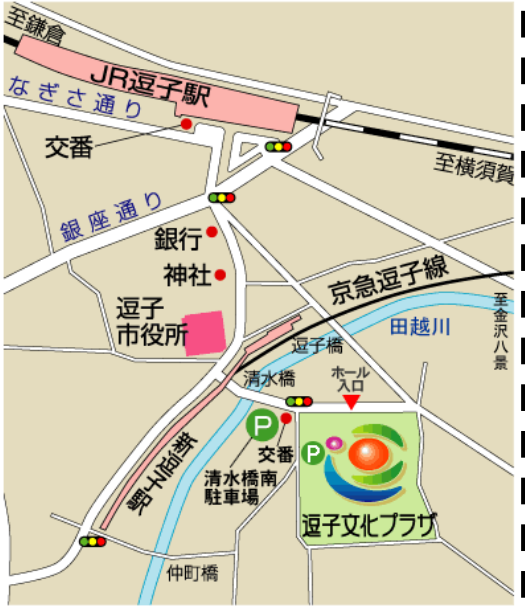 至鎌倉
JR逗子駅
なぎさ通り
交番
至横須賀
銀座通り
銀行
神社
京急逗子線
逗子
市役所
田越川
至金沢八景
逗子橋
清水橋
ホール
入口
P
交番
P
清水橋南
駐車場
新逗子駅
逗子文化プラザ
仲町橋